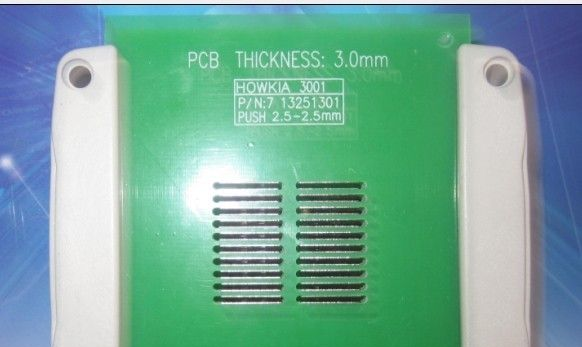 PCB THICKNESS: 3.0mm
HOWKIA 3001
P/N:7 13251301
PUSH 2.5~2.5mm